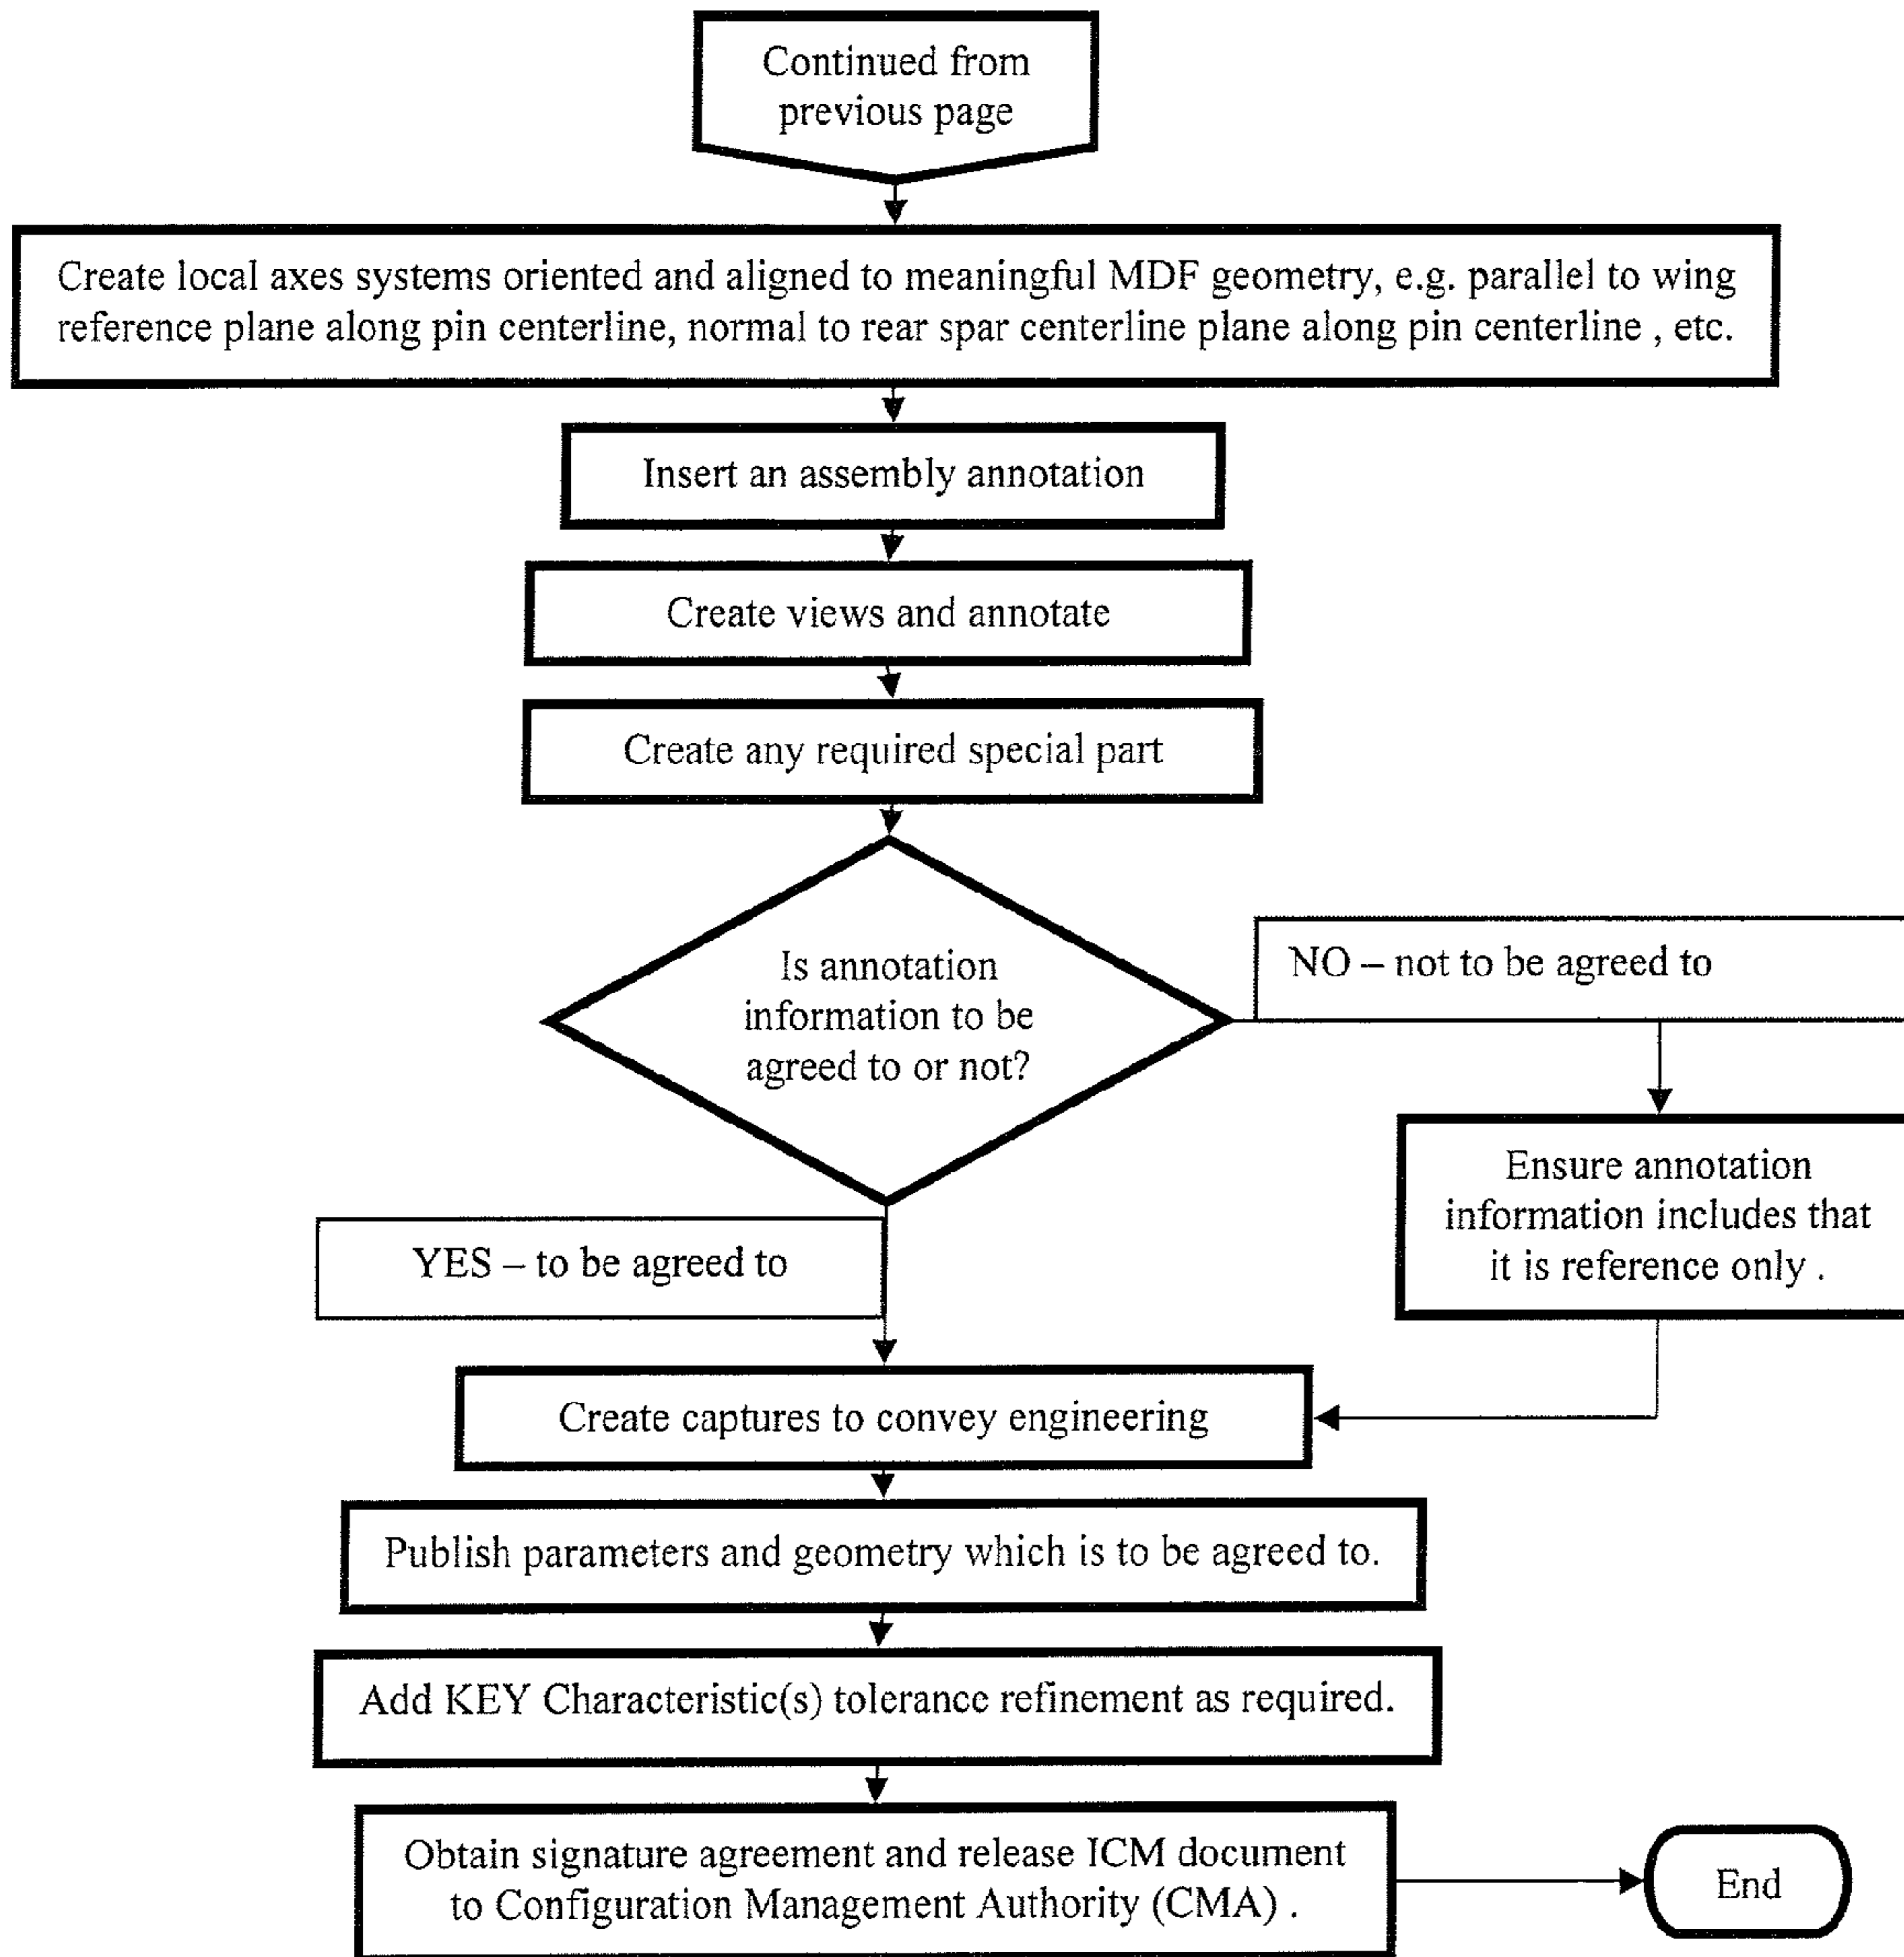 Continued from
previous page
Create local axes systems oriented and aligned to meaningful MDF geometry, e.g. parallel to wing
reference plane along pin centerline, normal to rear spar centerline plane along pin centerline , etc.
Insert an assembly annotation
Create views and annotate
Create any required special part
Is annotation
information to be
agreed to or not?
NO – not to be agreed to
Ensure annotation
information includes that
it is reference only .
YES – to be agreed to
Create captures to convey engineering
Publish parameters and geometry which is to be agreed to.
Add KEY Characteristic(s) tolerance refinement as required.
Obtain signature agreement and release ICM document
to Configuration Management Authority (CMA) .
End